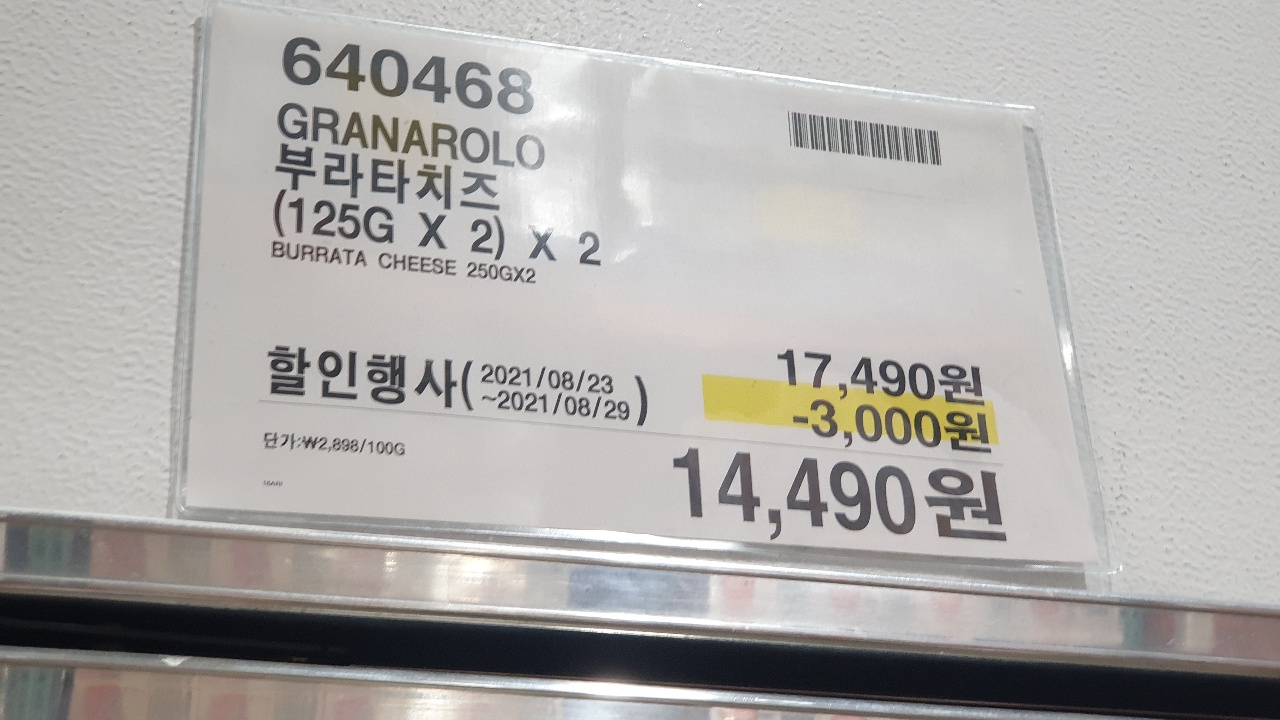 640468
GRANAROLO
부라타치즈
(125G X 2) X 2
BURRATA CHEESE 250GX2
할인행사( 2021/08/23
~2021/08/29 )
17,490원
-3,000원
단가:₩2,898/100G
14,490원